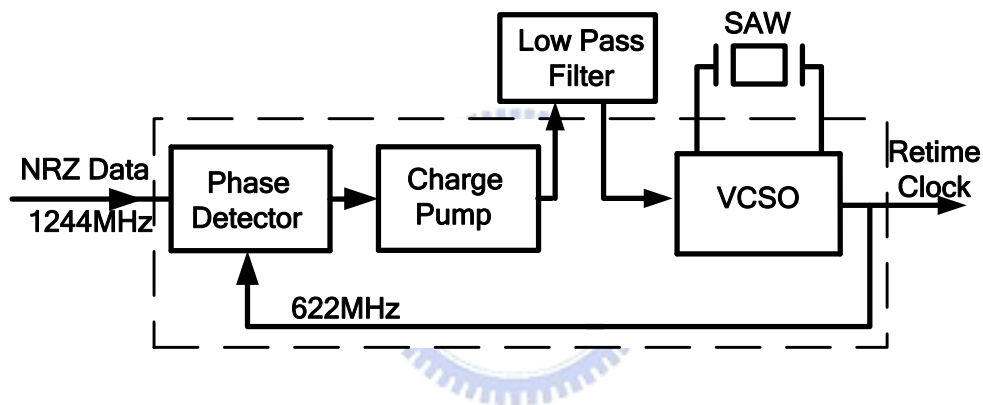 SAW
Low Pass
Filter
NRZ Data
1244MHz
Phase
Detector
Charge
Pump
VCSO
Retime
Clock
622MHz